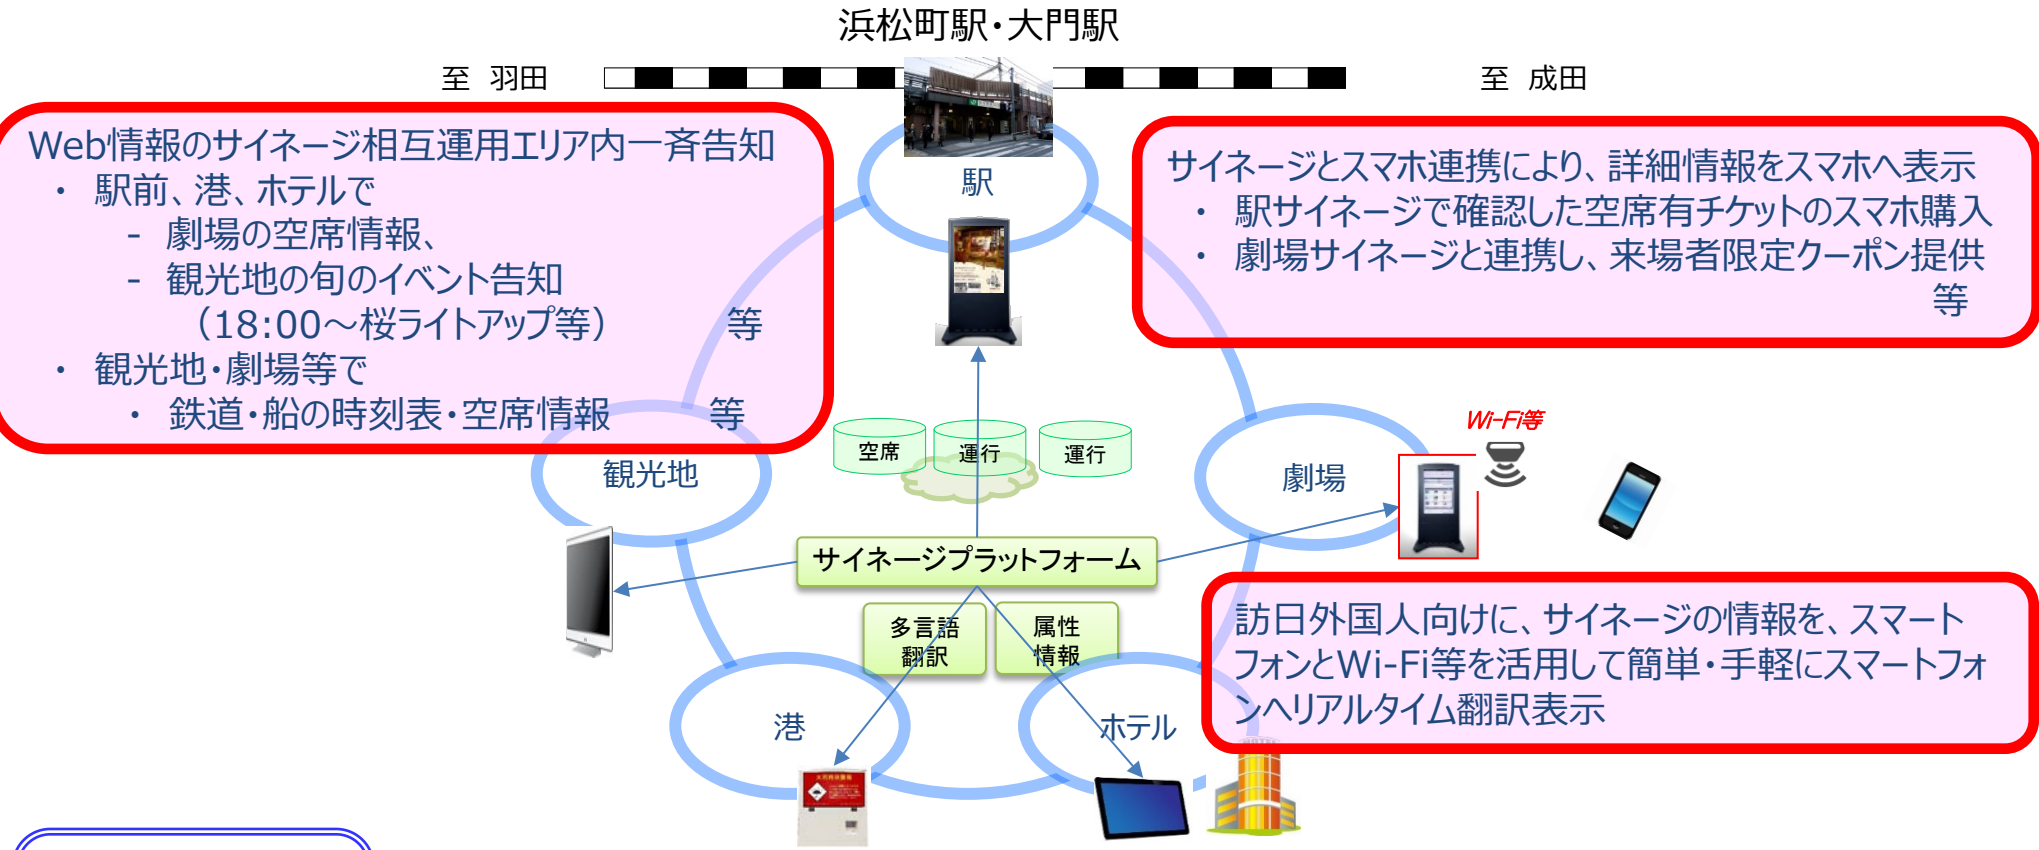 浜松町駅・大門駅
至 羽田
至 成田
Web情報のサイネージ相互運用エリア内一斉告知
・ 駅前、港、ホテルで
- 劇場の空席情報、
- 観光地の旬のイベント告知
（18:00～桜ライトアップ等） 等
・ 観光地・劇場等で
・ 鉄道・船の時刻表・空席情報 等
サイネージとスマホ連携により、詳細情報をスマホへ表示
・ 駅サイネージで確認した空席有チケットのスマホ購入
・ 劇場サイネージと連携し、来場者限定クーポン提供
等
駅
観光地
空席
運行
運行
劇場
Wi-Fi等
サイネージプラットフォーム
多言語
翻訳
属性
情報
訪日外国人向けに、サイネージの情報を、スマート
フォンとWi-Fi等を活用して簡単・手軽にスマートフォ
ンへリアルタイム翻訳表示
港
ホテル
HOTEL